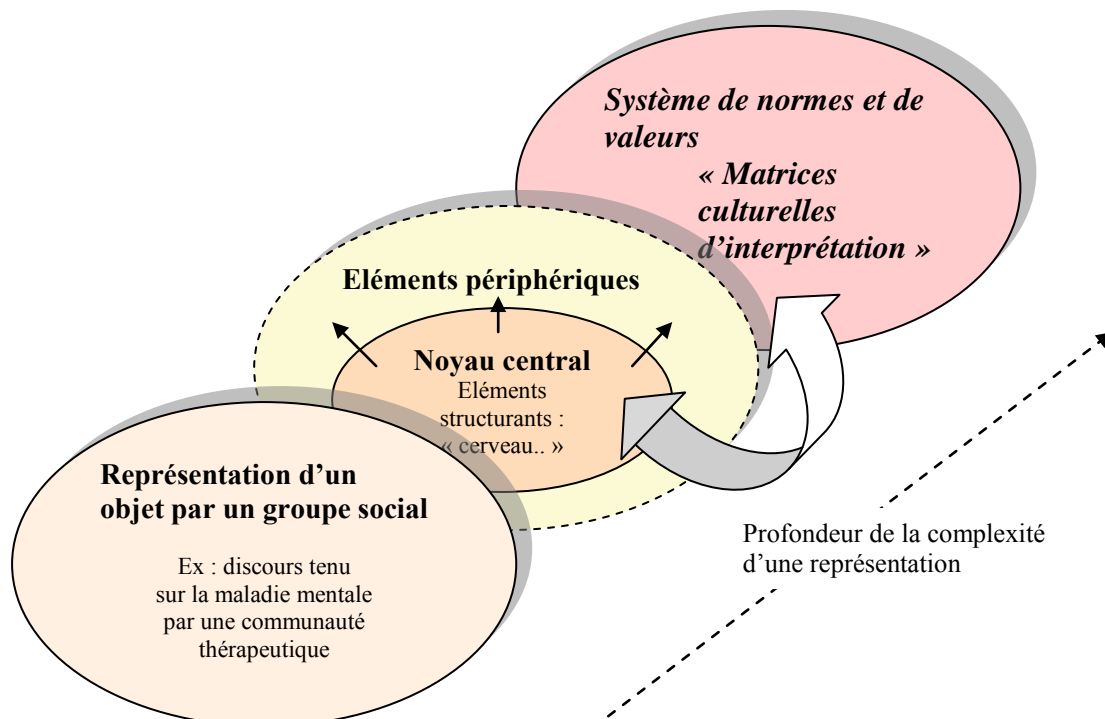 Système de normes et de
valeurs
« Matrices
culturelles
d’interprétation »
Eléments périphériques
Noyau central
Eléments
structurants :
« cerveau.. »
Représentation d’un
objet par un groupe social
Ex : discours tenu
sur la maladie mentale
par une communauté
thérapeutique
Profondeur de la complexité
d’une représentation